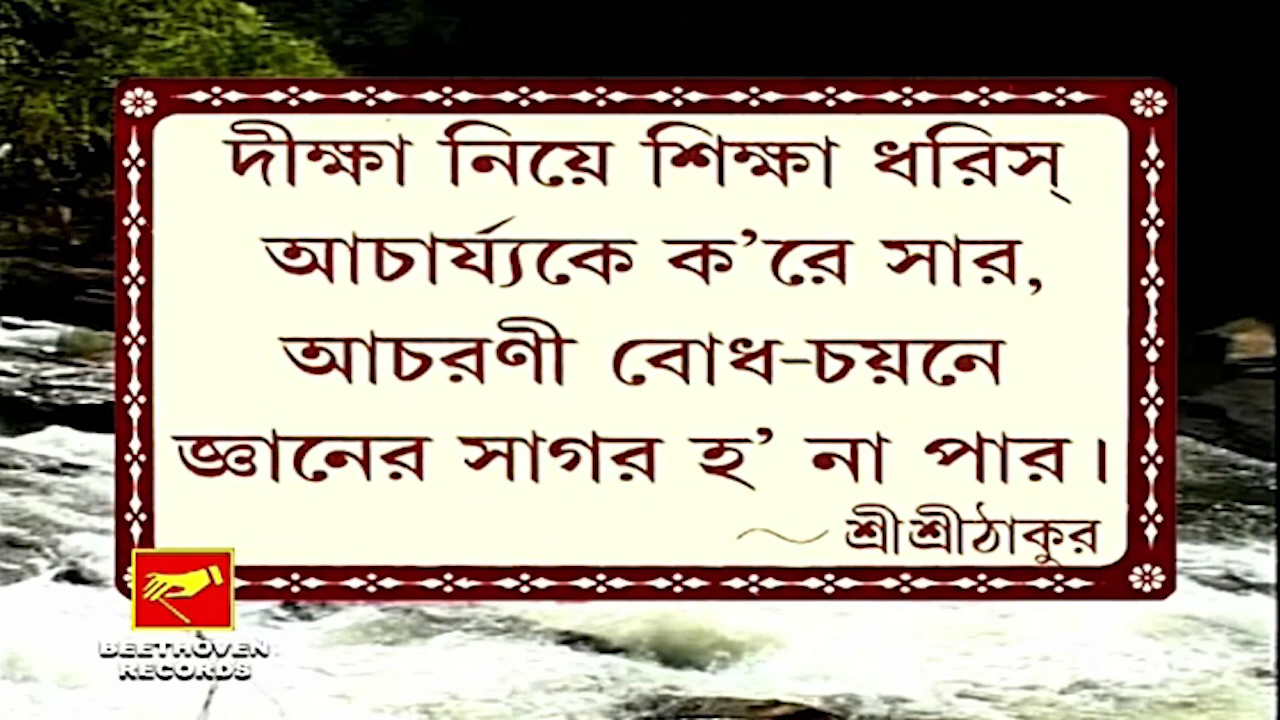 দীক্ষা নিয়ে শিক্ষা ধরিস্
আচার্য্যকে ক’রে সার,
আচরণী বোধ-চয়নে
জ্ঞানের সাগর হ’ না পার।
~ শ্রীশ্রীঠাকুর
BEETHOVEN
RECORDS